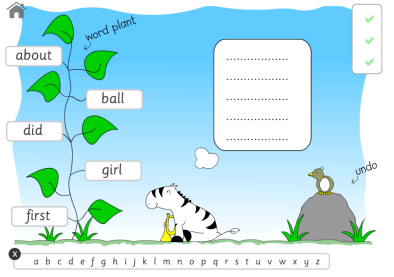 word plant
about
ball
did
girl
first
undo
x
a b c d e f g h i j k l m n o p q r s t u v w x y z